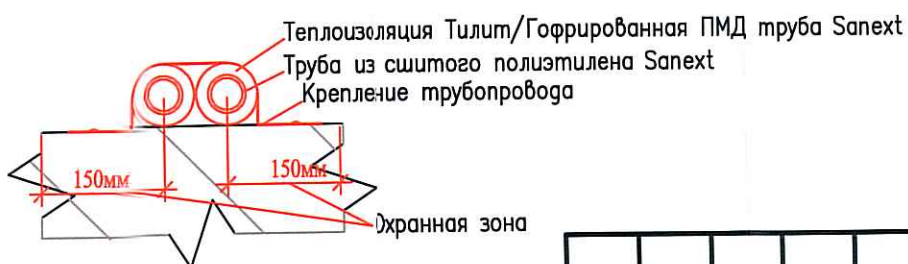 Теплоизоляция Тилит/Гофрированная ПМД труба Sanext
Труба из сшитого полиэтилена Sanext
Крепление трубопровода
150мм 150мм
Охранная зона